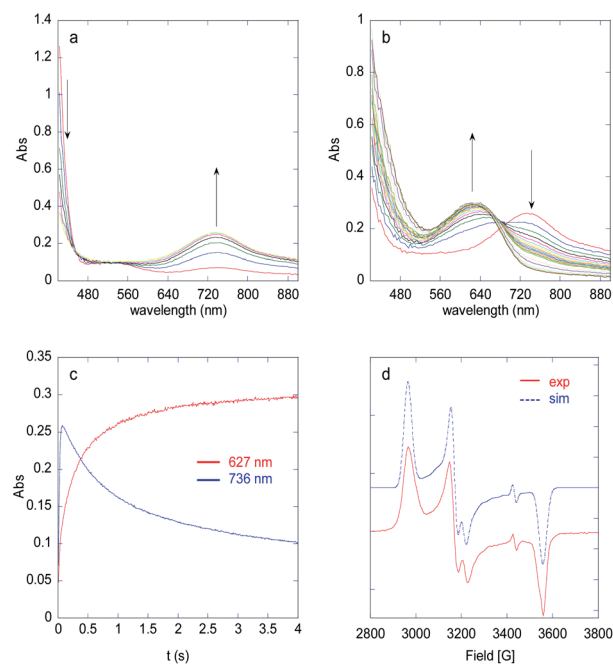 a
1.4
1.2
1
0.8
0.6
0.4
0.2
0
Abs
480 560 640 720 800 880
wavelength (nm)
b
1
0.8
0.6
0.4
0.2
0
Abs
480 560 640 720 800 880
wavelength (nm)
c
0.35
0.3
0.25
0.2
0.15
0.1
0.05
0
Abs
627 nm
736 nm
0 0.5 1 1.5 2 2.5 3 3.5 4
t (s)
d
exp
sim
2800 3000 3200 3400 3600 3800
Field [G]